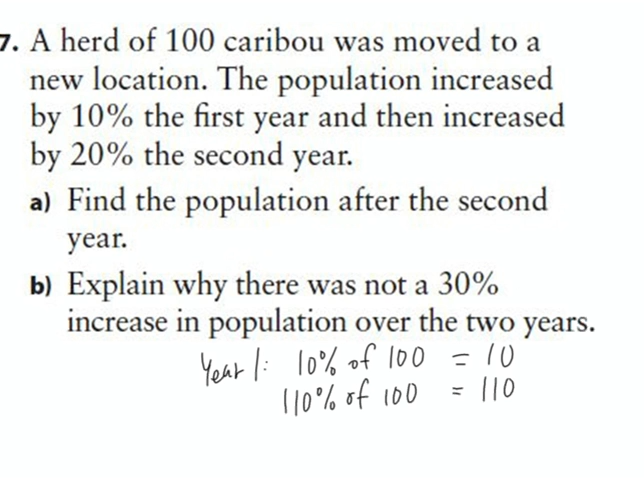 7. A herd of 100 caribou was moved to a
new location. The population increased
by 10% the first year and then increased
by 20% the second year.
a) Find the population after the second
year.
b) Explain why there was not a 30%
increase in population over the two years.
Year 1: 10% of 100 = 10
110% of 100 = 110